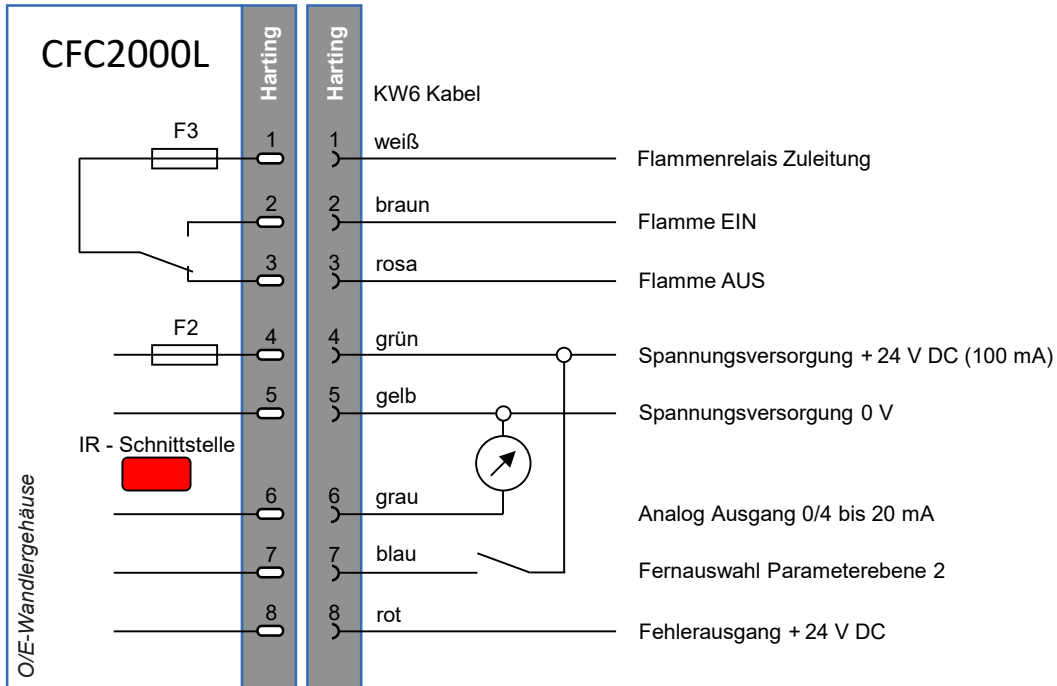 CFC2000L
Harting
Harting
KW6 Kabel
F3
1
1
weiß
Flammenrelais Zuleitung
2
2
braun
Flamme EIN
3
3
rosa
Flamme AUS
F2
4
4
grün
Spannungsversorgung + 24 V DC (100 mA)
5
5
gelb
Spannungsversorgung 0 V
IR - Schnittstelle
6
6
grau
Analog Ausgang 0/4 bis 20 mA
7
7
blau
Fernauswahl Parameterebene 2
8
8
rot
Fehlerausgang + 24 V DC
O/E-Wandlergehäuse